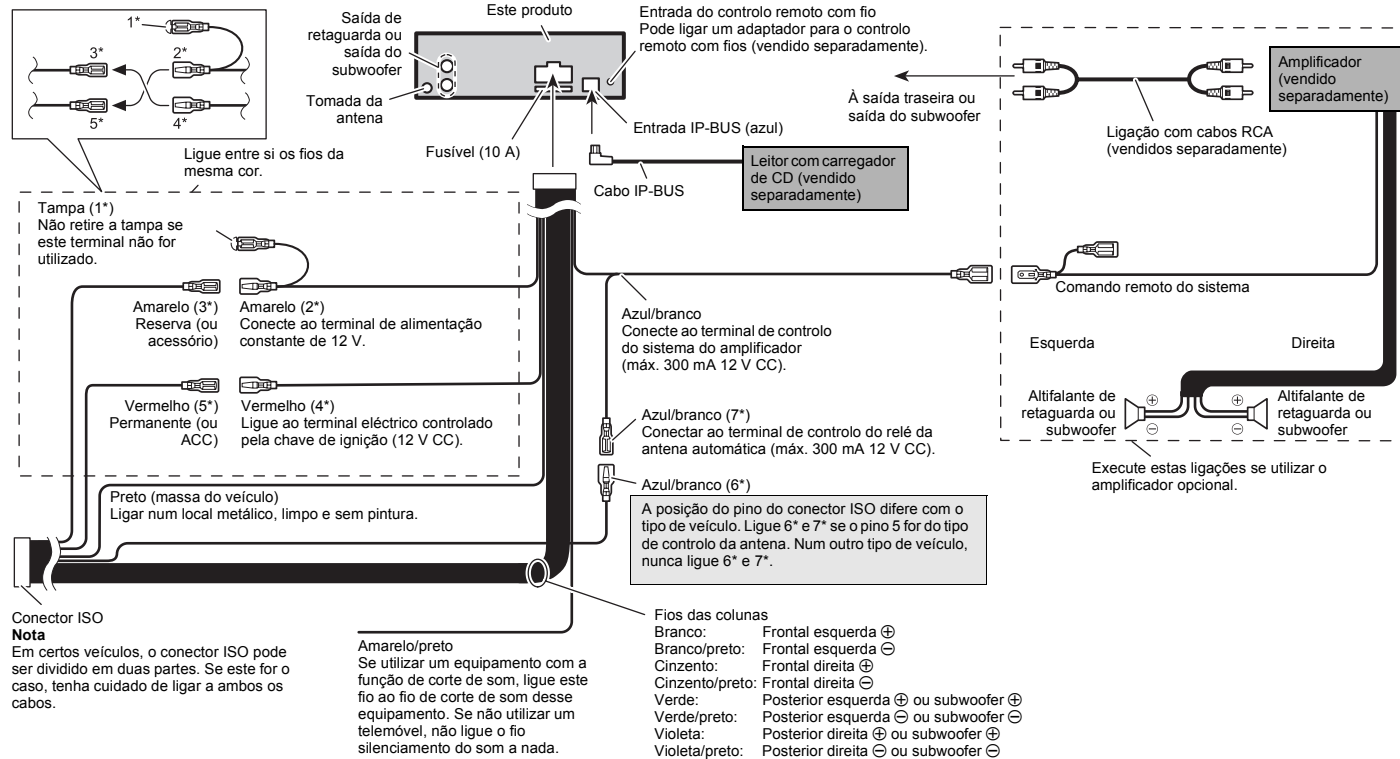 1*
3*
2*
5*
4*
Ligue entre si os fios da
mesma cor.
Saída de
retaguarda ou
saída do
subwoofer
Tomada da
antena
Este produto
Entrada do controlo remoto com fio
Pode ligar um adaptador para o controlo
remoto com fios (vendido separadamente).
Fusível (10 A)
Entrada IP-BUS (azul)
Cabo IP-BUS
Leitor com carregador
de CD (vendido
separadamente)
À saída traseira ou
saída do subwoofer
Ligação com cabos RCA
(vendidos separadamente)
Amplificador
(vendido
separadamente)
Tampa (1*)
Não retire a tampa se
este terminal não for
utilizado.
Amarelo (3*)
Reserva (ou
acessório)
Amarelo (2*)
Conecte ao terminal de alimentação
constante de 12 V.
Vermelho (5*)
Permanente (ou
ACC)
Vermelho (4*)
Ligue ao terminal eléctrico controlado
pela chave de ignição (12 V CC).
Preto (massa do veículo)
Ligar num local metálico, limpo e sem pintura.
Azul/branco
Conecte ao terminal de controlo
do sistema do amplificador
(máx. 300 mA 12 V CC).
Azul/branco (7*)
Conectar ao terminal de controlo do relé da
antena automática (máx. 300 mA 12 V CC).
Azul/branco (6*)
A posição do pino do conector ISO difere com o
tipo de veículo. Ligue 6* e 7* se o pino 5 for do tipo
de controlo da antena. Num outro tipo de veículo,
nunca ligue 6* e 7*.
Comando remoto do sistema
Esquerda
Direita
Altifalante de
retaguarda ou
subwoofer
⊕
⊖
⊕
⊖
Altifalante de
retaguarda ou
subwoofer
Execute estas ligações se utilizar o
amplificador opcional.
Conector ISO
Nota
Em certos veículos, o conector ISO pode
ser dividido em duas partes. Se este for o
caso, tenha cuidado de ligar a ambos os
cabos.
Amarelo/preto
Se utilizar um equipamento com a
função de corte de som, ligue este
fio ao fio de corte de som desse
equipamento. Se não utilizar um
telemóvel, não ligue o fio
silenciamento do som a nada.
Fios das colunas
Branco: Frontal esquerda ⊕
Branco/preto: Frontal esquerda ⊖
Cinzento: Frontal direita ⊕
Cinzento/preto: Frontal direita ⊖
Verde: Posterior esquerda ⊕ ou subwoofer ⊕
Verde/preto: Posterior esquerda ⊖ ou subwoofer ⊖
Violeta: Posterior direita ⊕ ou subwoofer ⊕
Violeta/preto: Posterior direita ⊖ ou subwoofer ⊖